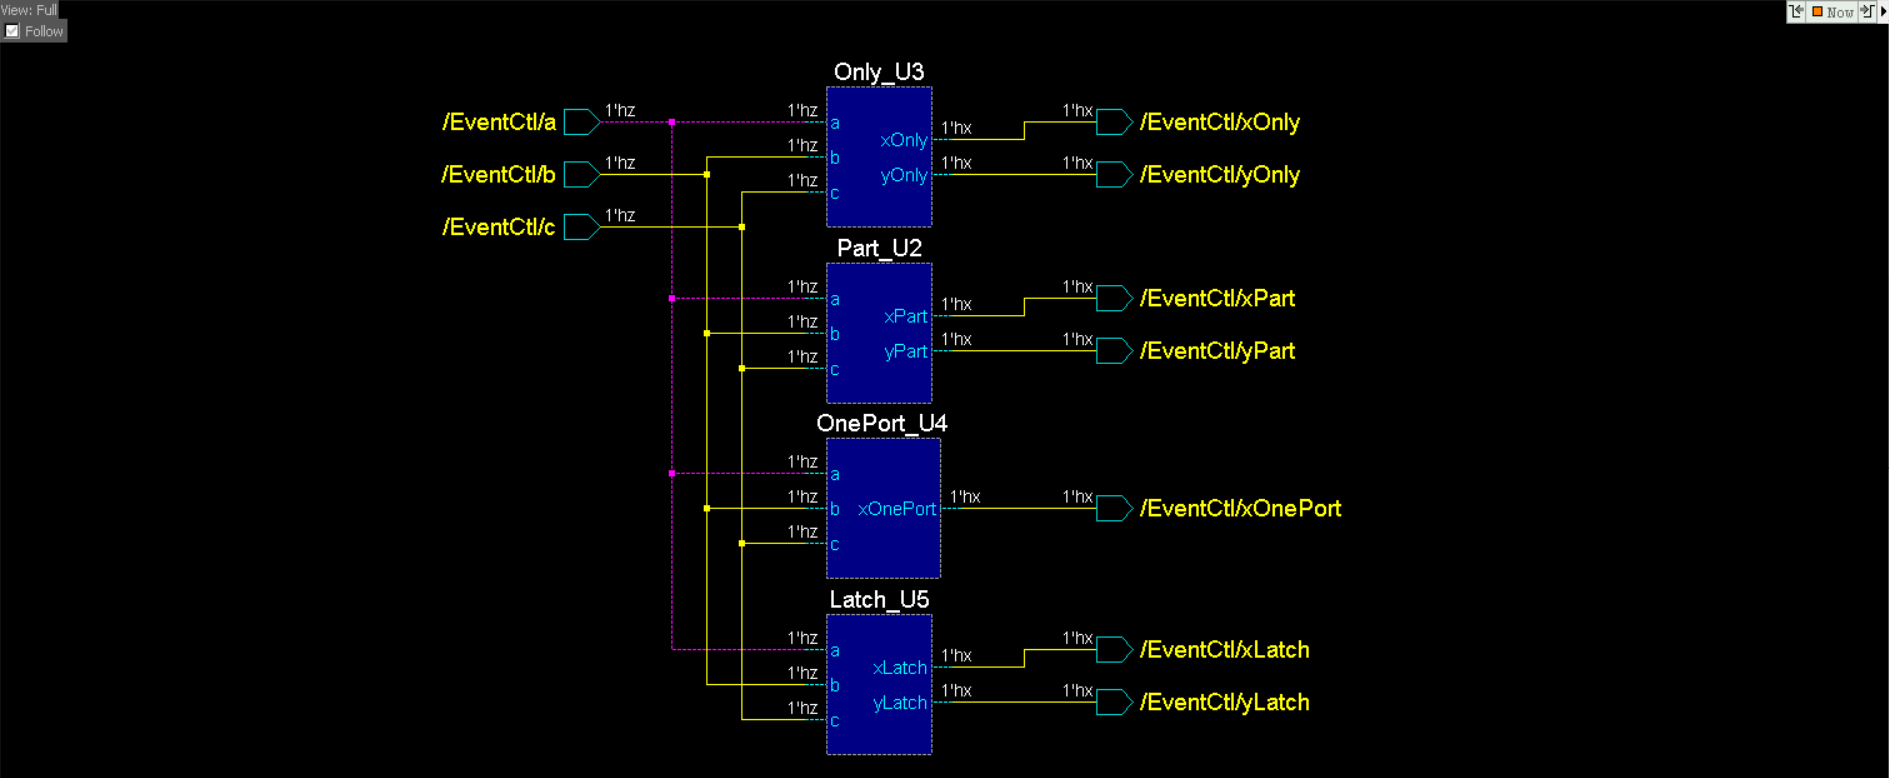 View: Full
Follow
Now
Only_U3
/EventCtl/a 1'hz 1'hz a
xOnly 1'hx 1'hx /EventCtl/xOnly
/EventCtl/b 1'hz 1'hz b
yOnly 1'hx 1'hx /EventCtl/yOnly
/EventCtl/c 1'hz 1'hz c
Part_U2
1'hz a
xPart 1'hx 1'hx /EventCtl/xPart
1'hz b
yPart 1'hx 1'hx /EventCtl/yPart
1'hz c
OnePort_U4
1'hz a
1'hz b xOnePort 1'hx 1'hx /EventCtl/xOnePort
1'hz c
Latch_U5
1'hz a
xLatch 1'hx 1'hx /EventCtl/xLatch
1'hz b
yLatch 1'hx 1'hx /EventCtl/yLatch
1'hz c